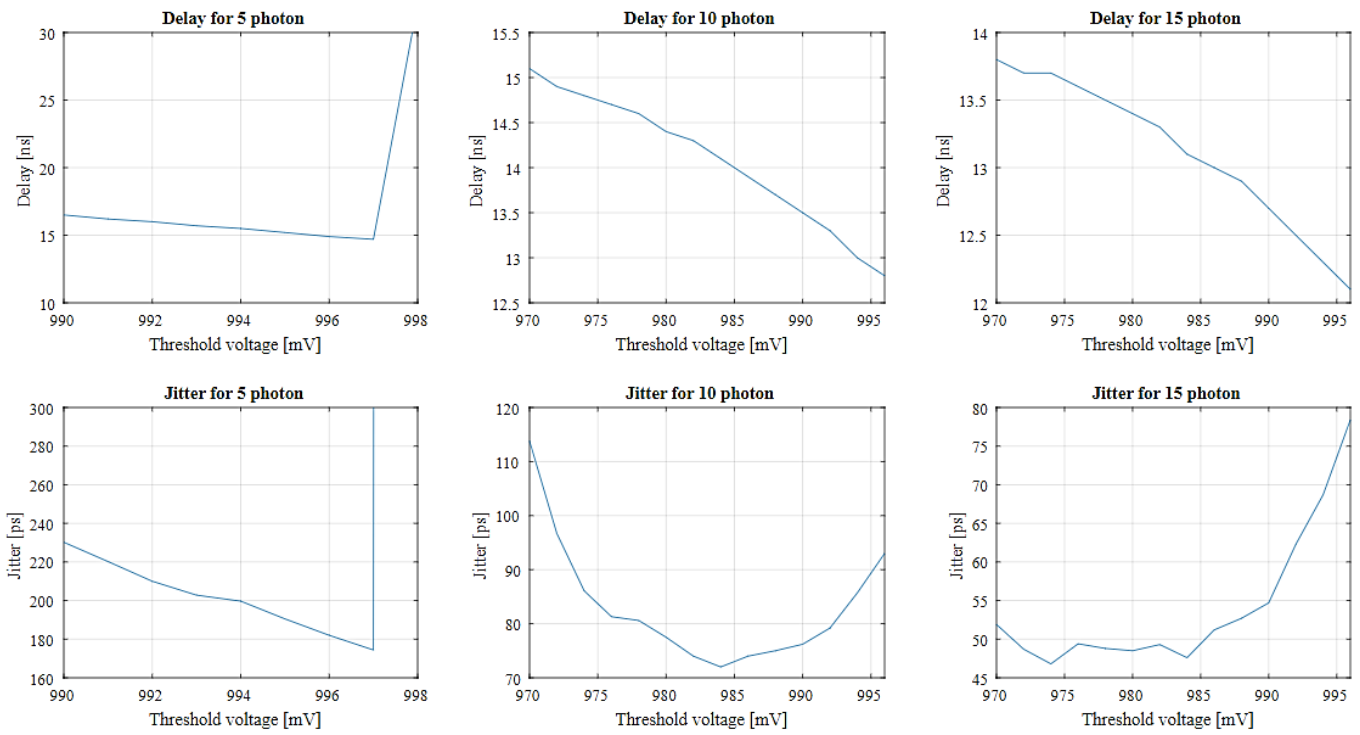 Delay for 5 photon
30
25
20
15
10
990 992 994 996 998
Delay [ns]
Threshold voltage [mV]
Delay for 10 photon
15.5
15
14.5
14
13.5
13
12.5
970 975 980 985 990 995
Delay [ns]
Threshold voltage [mV]
Delay for 15 photon
14
13.5
13
12.5
12
970 975 980 985 990 995
Delay [ns]
Threshold voltage [mV]
Jitter for 5 photon
300
280
260
240
220
200
180
160
990 992 994 996 998
Jitter [ps]
Threshold voltage [mV]
Jitter for 10 photon
120
110
100
90
80
70
970 975 980 985 990 995
Jitter [ps]
Threshold voltage [mV]
Jitter for 15 photon
80
75
70
65
60
55
50
45
970 975 980 985 990 995
Jitter [ps]
Threshold voltage [mV]